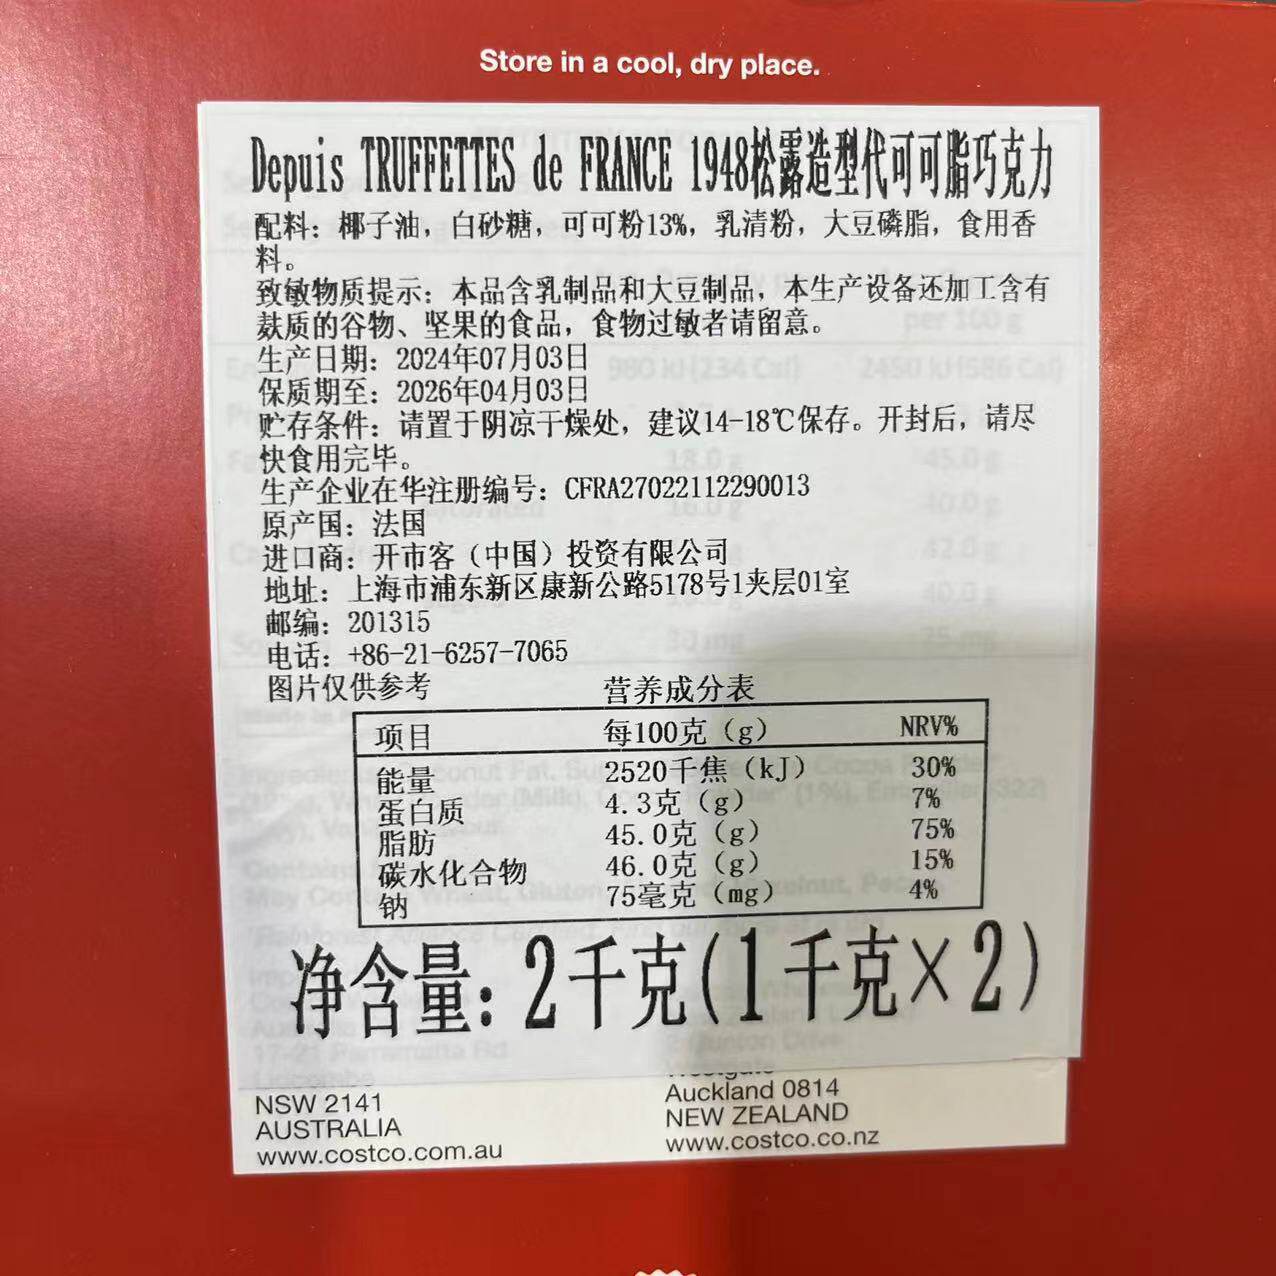 Store in a cool, dry place.
Depuis TRUFFETTES de FRANCE 1948松露造型代可可脂巧克力
配料：椰子油，白砂糖，可可粉13%，乳清粉，大豆磷脂，食用香
料。
致敏物质提示：本品含乳制品和大豆制品，本生产设备还加工含有
麸质的谷物、坚果的食品，食物过敏者请留意。
生产日期：2024年07月03日
保质期至：2026年04月03日
贮存条件：请置于阴凉干燥处，建议14-18℃保存。开封后，请尽
快食用完毕。
生产企业在华注册编号：CFRA27022112290013
原产国：法国
进口商：开市客（中国）投资有限公司
地址：上海市浦东新区康新公路5178号1夹层01室
邮编：201315
电话：+86-21-6257-7065
图片仅供参考 营养成分表
项目 每100克（g） NRV%
能量 2520千焦（kJ） 30%
蛋白质 4.3克（g） 7%
脂肪 45.0克（g） 75%
碳水化合物 46.0克（g） 15%
钠 75毫克（mg） 4%
净含量：2千克(1千克×2)
NSW 2141
AUSTRALIA
www.costco.com.au
Auckland 0814
NEW ZEALAND
www.costco.co.nz